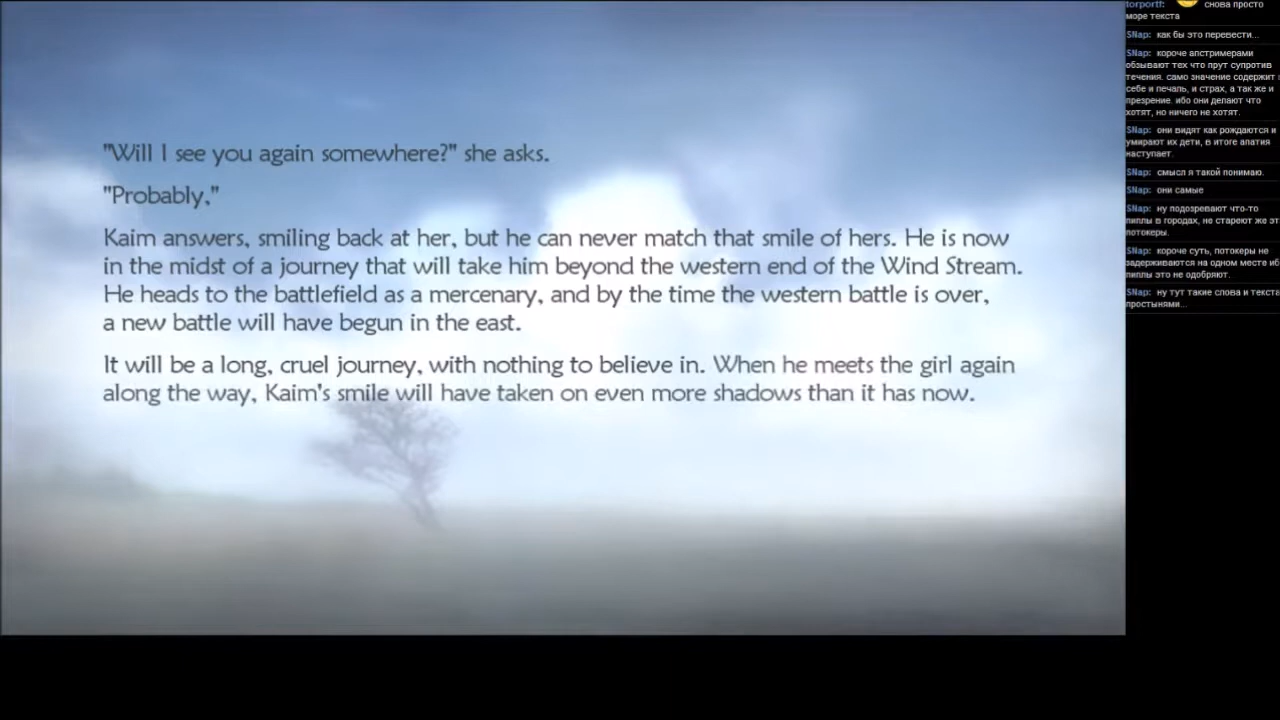 "Will I see you again somewhere?" she asks.
"Probably,"
Kaim answers, smiling back at her, but he can never match that smile of hers. He is now
in the midst of a journey that will take him beyond the western end of the Wind Stream.
He heads to the battlefield as a mercenary, and by the time the western battle is over,
a new battle will have begun in the east.
It will be a long, cruel journey, with nothing to believe in. When he meets the girl again
along the way, Kaim's smile will have taken on even more shadows than it has now.
torportf: снова просто
море текста
SNap: как бы это перевести...
SNap: короче апстримерами
обзывают тех что прут супротив
течения. само значение содержит
себе и печаль, и страх, а так же и
презрение. ибо они делают что
хотят, но ничего не хотят.
SNap: они видят как рождаются и
умирают их дети, в итоге апатия
наступает.
SNap: смысл я такой понимаю.
SNap: они самые
SNap: ну подозревают что-то
пиплы в городах, не стареют же эт
потокеры.
SNap: короче суть, потокеры не
задерживаются на одном месте иб
пиплы это не одобряют.
SNap: ну тут такие слова и текста
простынями...